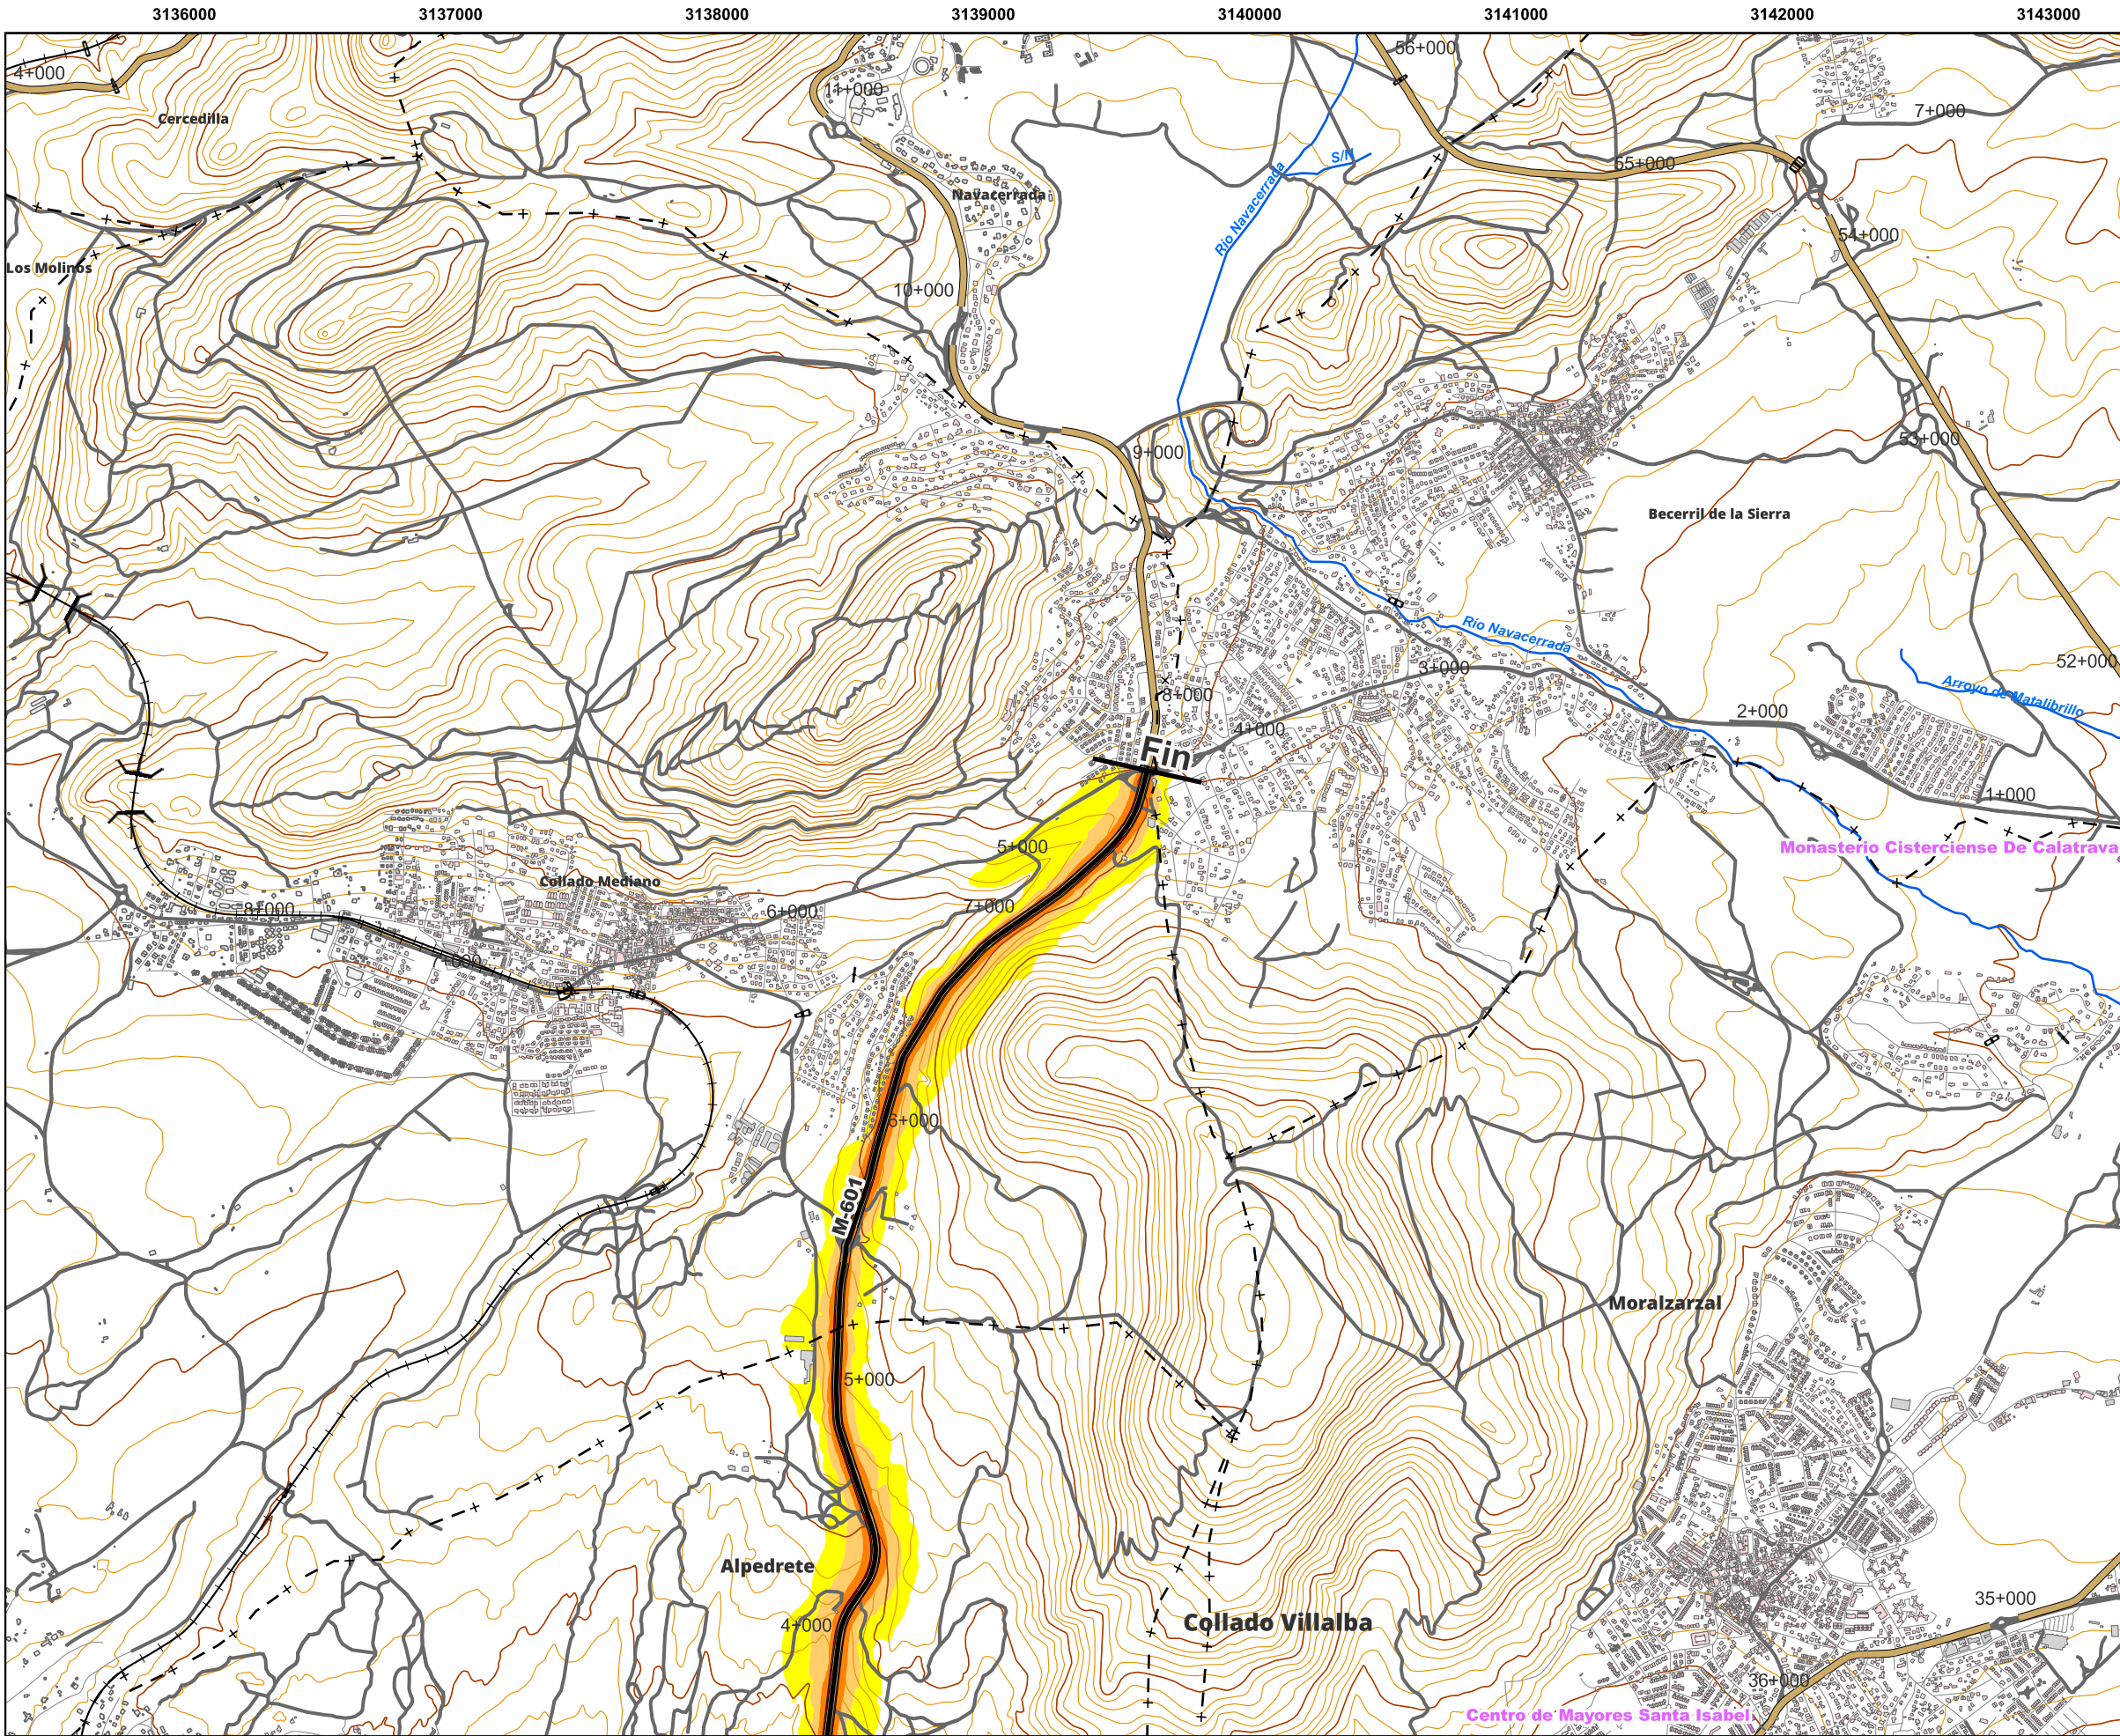 3136000 3137000 3138000 3139000 3140000 3141000 3142000 3143000
56+000
4+000
11+000
7+000
Cercedilla
S/N
55+000
Navacerrada
Río Navacerrada
54+000
Los Molinos
10+000
53+000
9+000
Becerril de la Sierra
Río Navacerrada
52+000
3+000
8+000
Arroyo de Matalibrillo
2+000
4+000
Fin
1+000
5+000
Monasterio Cisterciense De Calatrava
Collado Mediano
7+000
8+000
6+000
6+000
M-601
Moralzarzal
5+000
Alpedrete
35+000
Collado Villalba
4+000
36+000
Centro de Mayores Santa Isabel